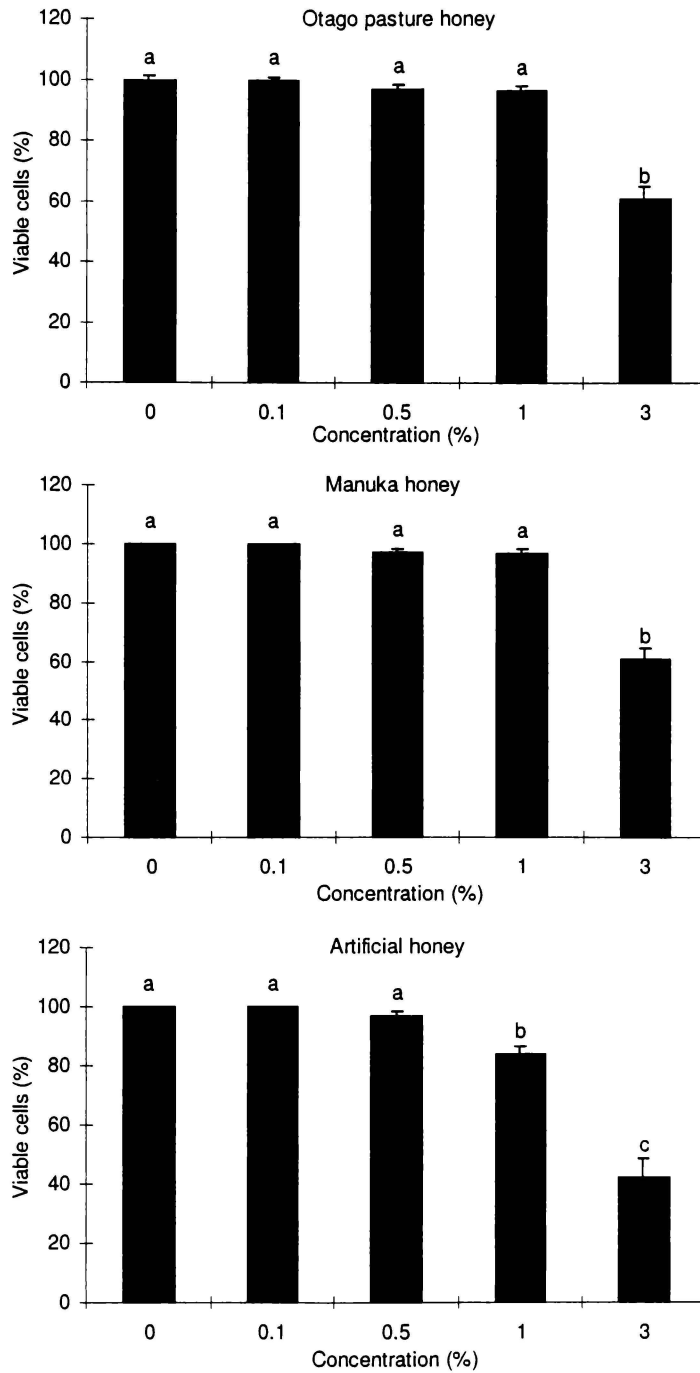 Otago pasture honey
120
100
80
60
40
20
0
Viable cells (%)
a a a a b
0 0.1 0.5 1 3
Concentration (%)
Manuka honey
120
100
80
60
40
20
0
Viable cells (%)
a a a a b
0 0.1 0.5 1 3
Concentration (%)
Artificial honey
120
100
80
60
40
20
0
Viable cells (%)
a a a b c
0 0.1 0.5 1 3
Concentration (%)